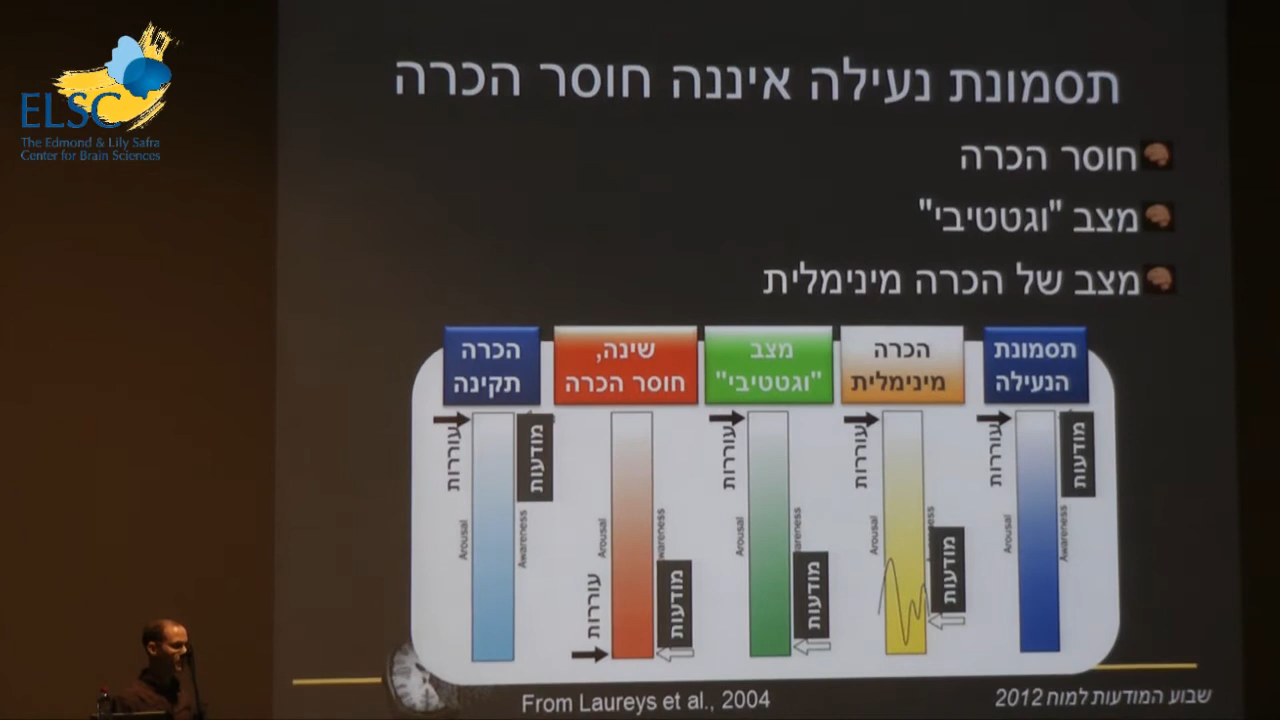 ELSC
The Edmond & Lily Safra
Center for Brain Sciences
תסמונת נעילה איננה חוסר הכרה
חוסר הכרה
מצב "וגטטיבי"
מצב של הכרה מינימלית
תסמונת
הנעילה
הכרה
מינימלית
מצב
"וגטטיבי"
שינה,
חוסר הכרה
הכרה
תקינה
מודעות
עוררות
Awareness
Arousal
מודעות
עוררות
Arousal
מודעות
עוררות
Arousal
מודעות
עוררות
Arousal
מודעות
עוררות
Awareness
Arousal
From Laureys et al., 2004
שבוע המודעות למוח 2012